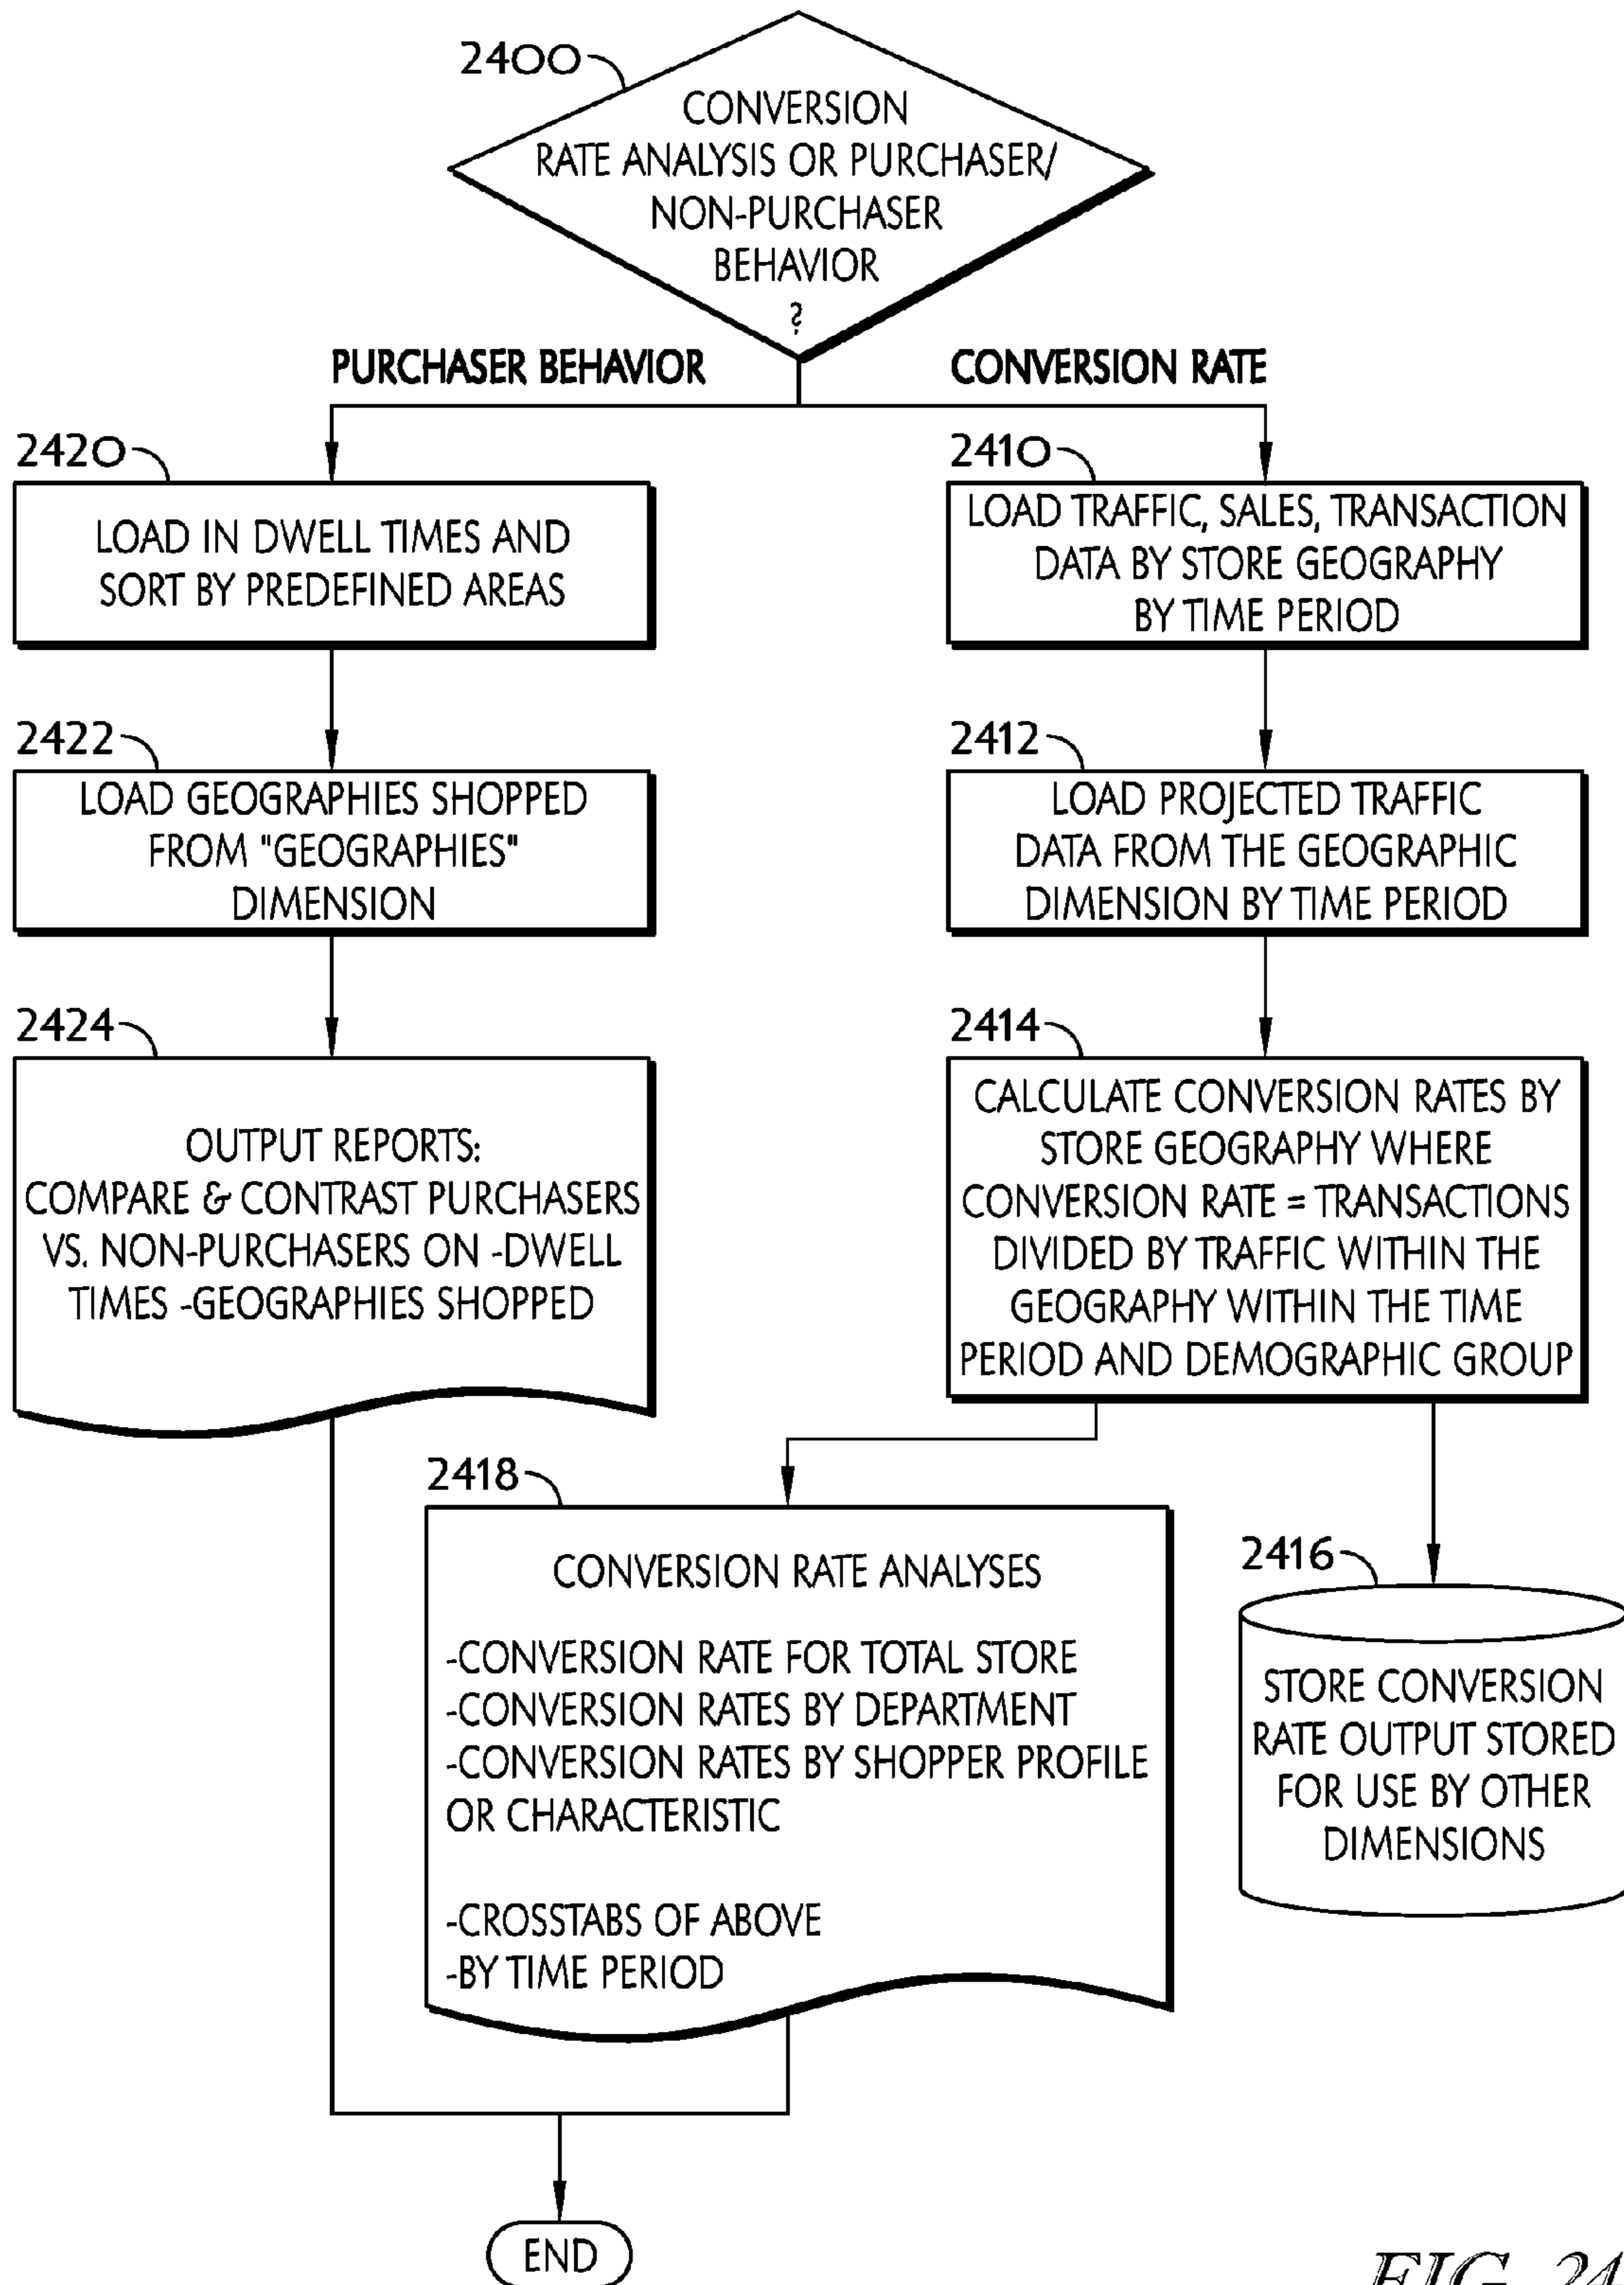 2400
CONVERSION
RATE ANALYSIS OR PURCHASER/
NON-PURCHASER
BEHAVIOR
?
PURCHASER BEHAVIOR
CONVERSION RATE
2420
LOAD IN DWELL TIMES AND
SORT BY PREDEFINED AREAS
2410
LOAD TRAFFIC, SALES, TRANSACTION
DATA BY STORE GEOGRAPHY
BY TIME PERIOD
2422
LOAD GEOGRAPHIES SHOPPED
FROM "GEOGRAPHIES"
DIMENSION
2412
LOAD PROJECTED TRAFFIC
DATA FROM THE GEOGRAPHIC
DIMENSION BY TIME PERIOD
2424
OUTPUT REPORTS:
COMPARE & CONTRAST PURCHASERS
VS. NON-PURCHASERS ON -DWELL
TIMES -GEOGRAPHIES SHOPPED
2414
CALCULATE CONVERSION RATES BY
STORE GEOGRAPHY WHERE
CONVERSION RATE = TRANSACTIONS
DIVIDED BY TRAFFIC WITHIN THE
GEOGRAPHY WITHIN THE TIME
PERIOD AND DEMOGRAPHIC GROUP
2418
CONVERSION RATE ANALYSES
-CONVERSION RATE FOR TOTAL STORE
-CONVERSION RATES BY DEPARTMENT
-CONVERSION RATES BY SHOPPER PROFILE
OR CHARACTERISTIC
-CROSSTABS OF ABOVE
-BY TIME PERIOD
2416
STORE CONVERSION
RATE OUTPUT STORED
FOR USE BY OTHER
DIMENSIONS
END
FIG. 24